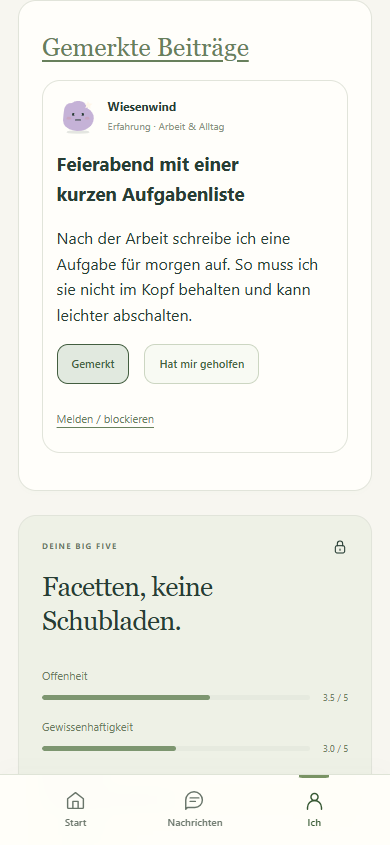 Gemerkte Beiträge
Wiesenwind
Erfahrung · Arbeit & Alltag
Feierabend mit einer
kurzen Aufgabenliste
Nach der Arbeit schreibe ich eine
Aufgabe für morgen auf. So muss ich
sie nicht im Kopf behalten und kann
leichter abschalten.
Gemerkt
Hat mir geholfen
Melden / blockieren
DEINE BIG FIVE
Facetten, keine
Schubladen.
Offenheit
3.5 / 5
Gewissenhaftigkeit
3.0 / 5
Start
Nachrichten
Ich